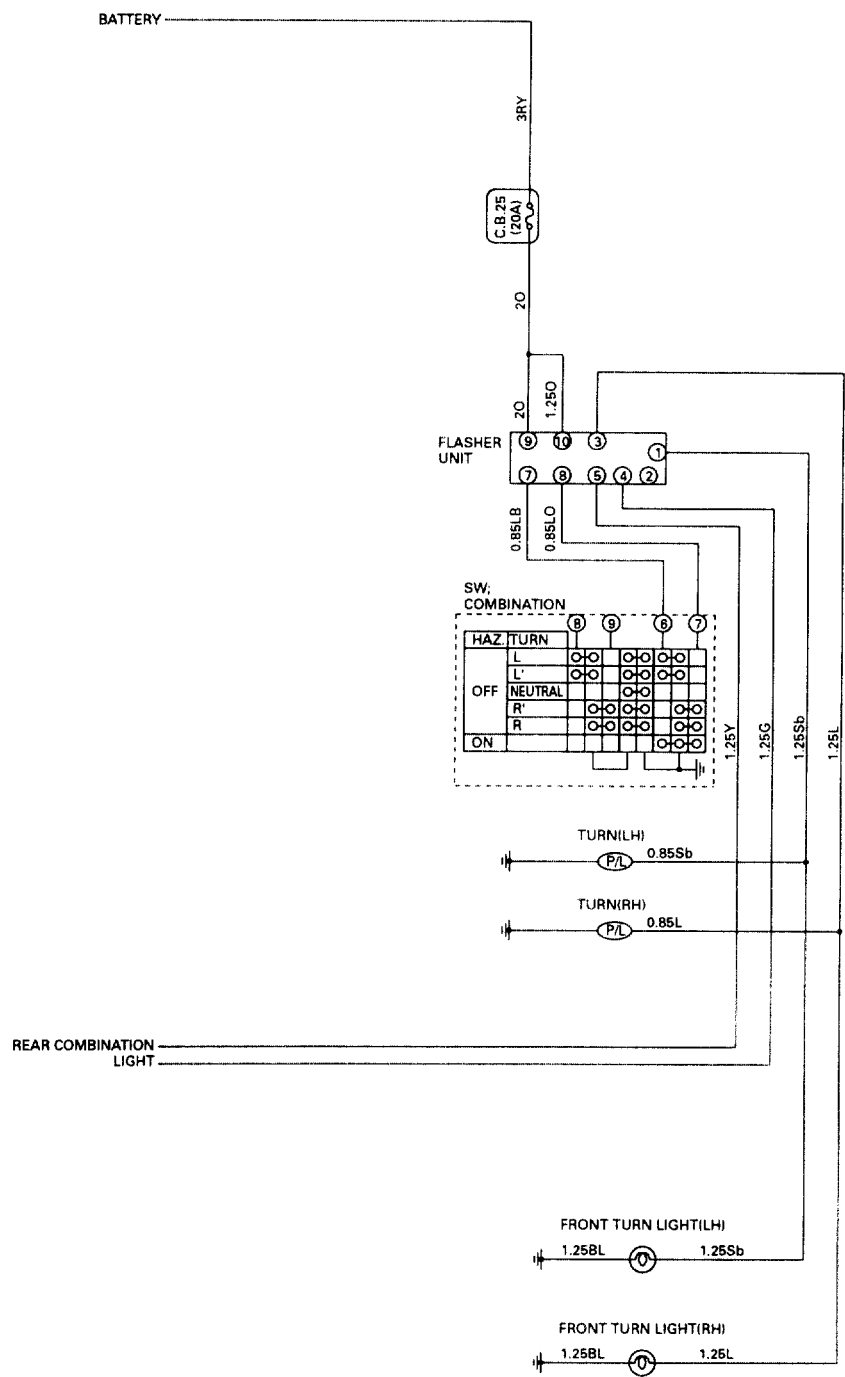 BATTERY
3RY
C.B.25
(20A)
2O
2O
1.25O
FLASHER
UNIT
9
10
3
1
7
8
5
4
2
0.85LB
0.85LO
SW;
COMBINATION
8
9
6
7
HAZ. TURN
L
L'
OFF
NEUTRAL
R'
R
ON
1.25Y
1.25G
1.25Sb
1.25L
TURN(LH)
P/L
0.85Sb
TURN(RH)
P/L
0.85L
REAR COMBINATION
LIGHT
FRONT TURN LIGHT(LH)
1.25BL
1.25Sb
FRONT TURN LIGHT(RH)
1.25BL
1.25L